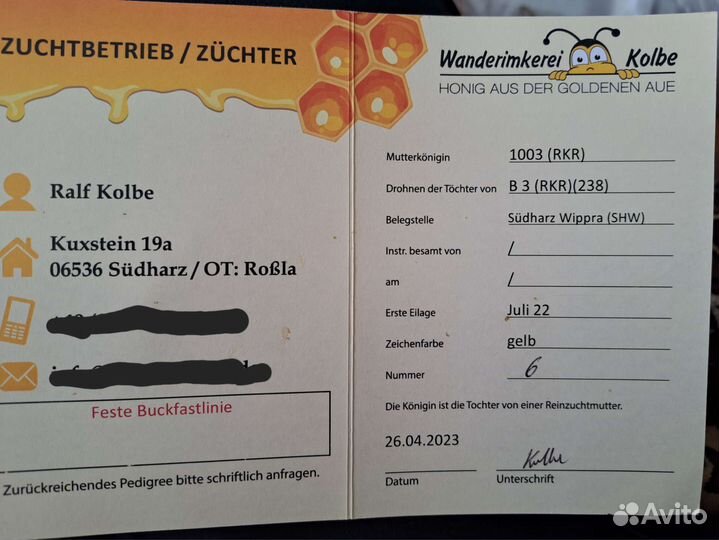 ZUCHTBETRIEB / ZÜCHTER
Ralf Kolbe
Kuxstein 19a
06536 Südharz / OT: Roßla
Feste Buckfastlinie
Zurückreichendes Pedigree bitte schriftlich anfragen.
Wanderimkerei Kolbe
HONIG AUS DER GOLDENEN AUE
Mutterkönigin 1003 (RKR)
Drohnen der Töchter von B 3 (RKR)(238)
Belegstelle Südharz Wippra (SHW)
Instr. besamt von /
am /
Erste Eilage Juli 22
Zeichenfarbe gelb
Nummer 6
Die Königin ist die Tochter von einer Reinzuchtmutter.
26.04.2023 Kolbe
Datum Unterschrift
Avito